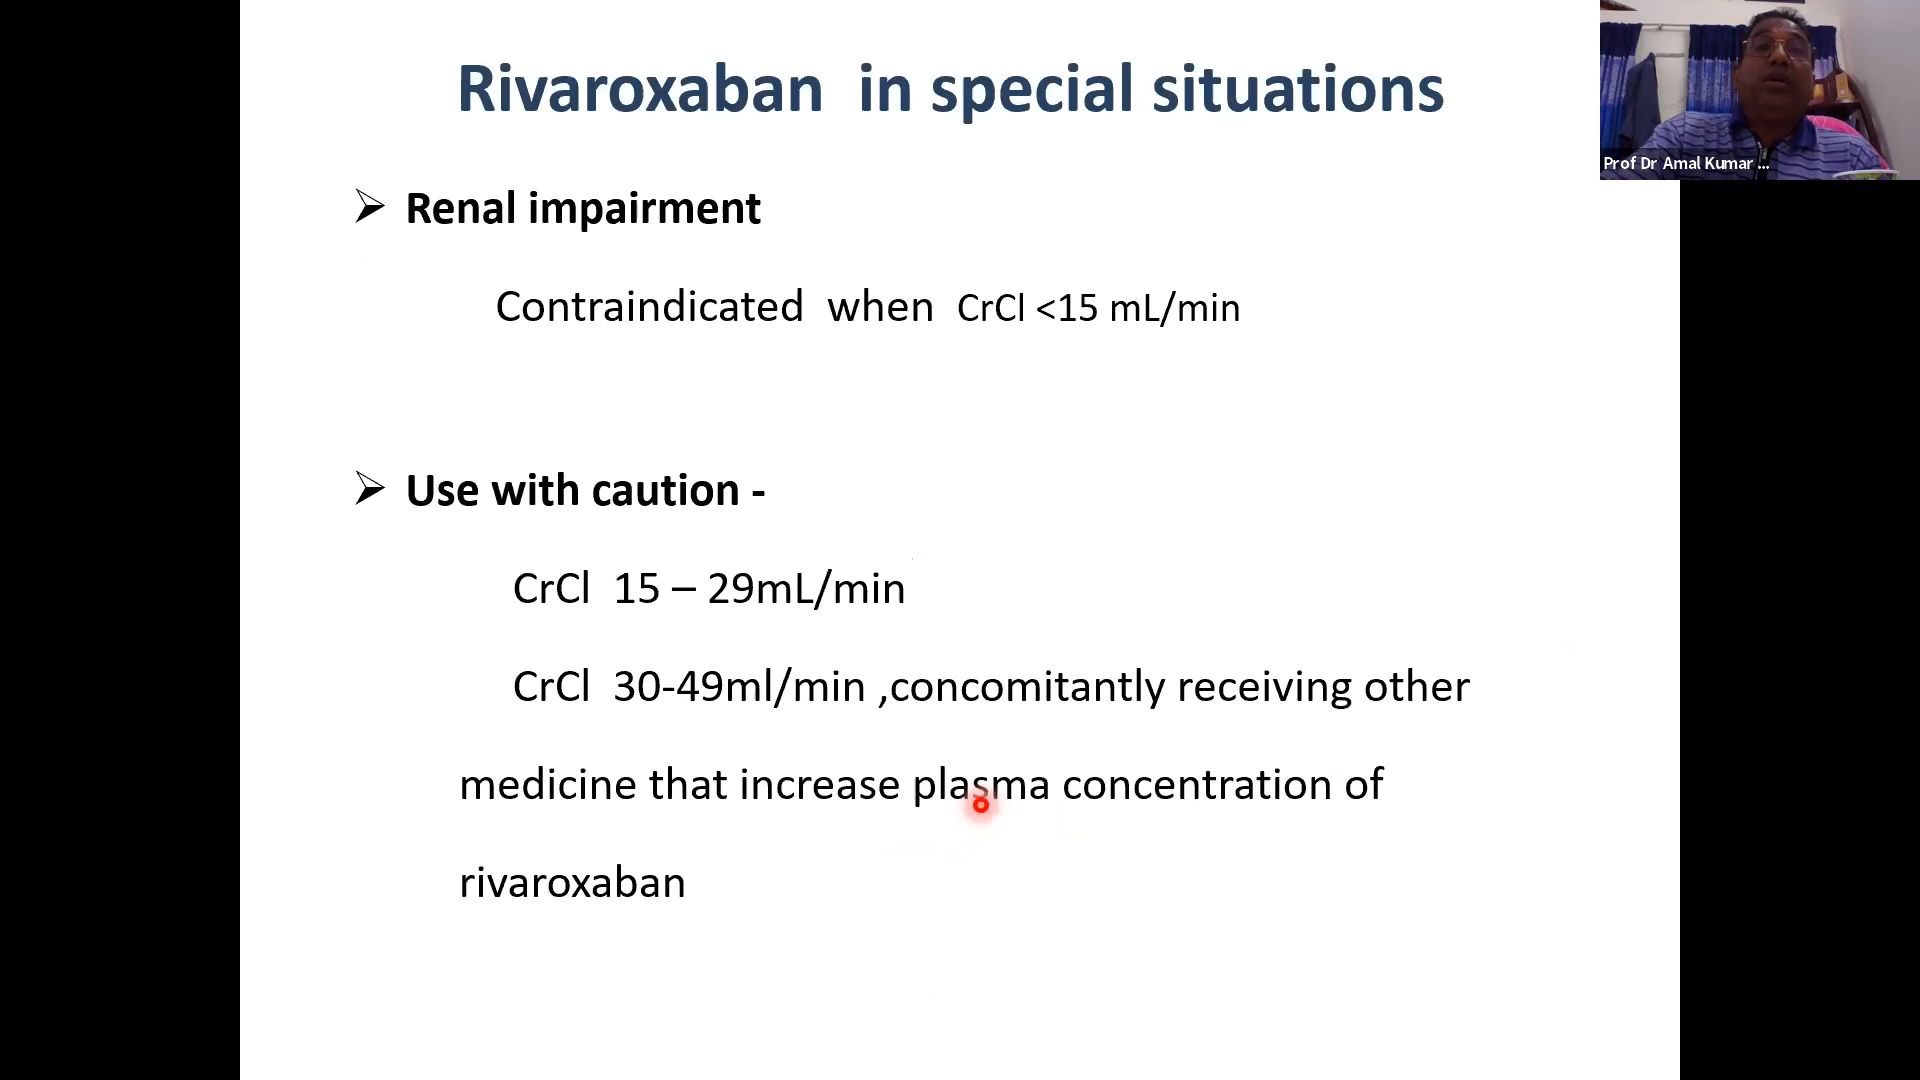 Rivaroxaban in special situations
Prof Dr Amal Kumar ...
Renal impairment
Contraindicated when CrCl <15 mL/min
Use with caution -
CrCl 15 – 29mL/min
CrCl 30-49ml/min ,concomitantly receiving other
medicine that increase plasma concentration of
rivaroxaban